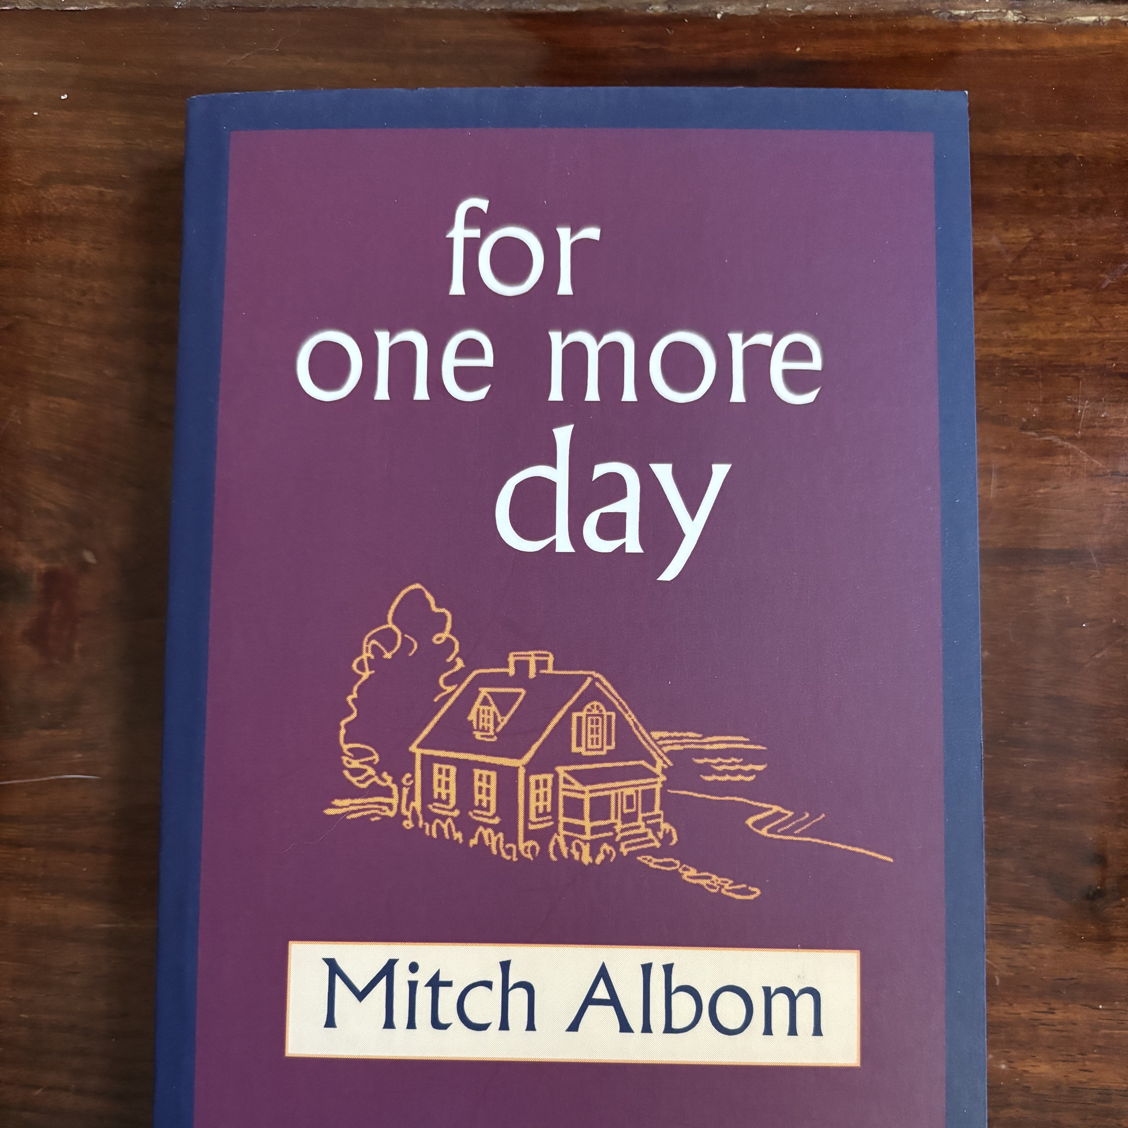 for
one more
day
Mitch Albom